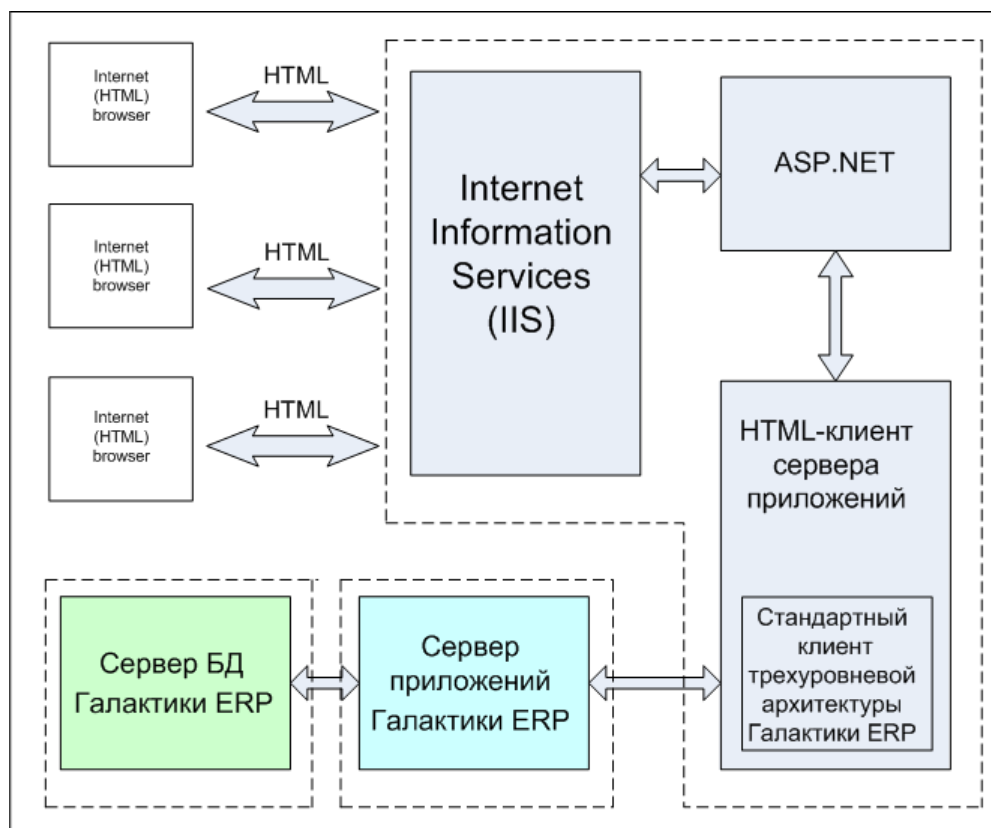 Internet
(HTML)
browser
HTML
Internet
(HTML)
browser
HTML
Internet
(HTML)
browser
HTML
Internet
Information
Services
(IIS)
ASP.NET
HTML-клиент
сервера
приложений
Стандартный
клиент
трехуровневой
архитектуры
Галактики ERP
Сервер БД
Галактики ERP
Сервер
приложений
Галактики ERP